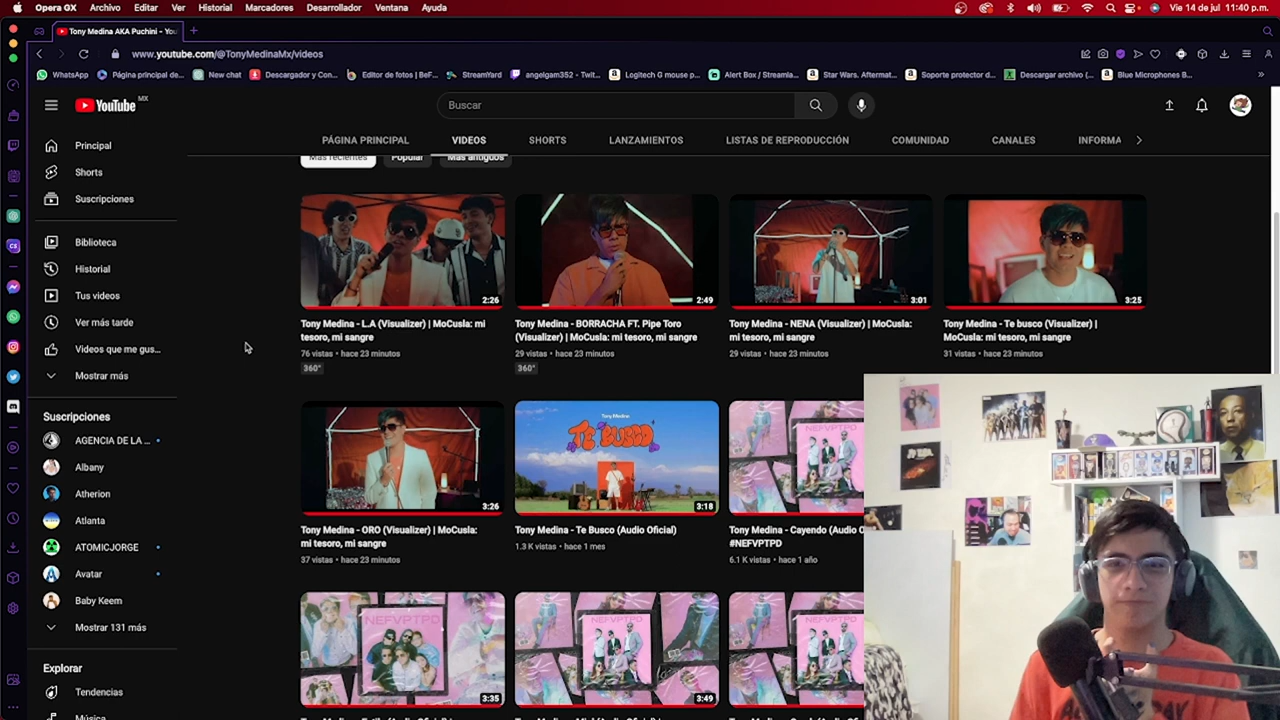 Opera GX Archivo Editar Ver Historial Marcadores Desarrollador Ventana Ayuda
Vie 14 de jul 11:40 p.m.
Tony Medina AKA Puchini - You
www.youtube.com/@TonyMedinaMx/videos
WhatsApp Página principal de... New chat Descargador y Con... Editor de fotos | BeF... StreamYard angelgam352 - Twit... Logitech G mouse p... Alert Box / Streamla... Star Wars. Aftermat... Soporte protector d... Descargar archivo (... Blue Microphones B...
YouTube MX
Buscar
PÁGINA PRINCIPAL VIDEOS SHORTS LANZAMIENTOS LISTAS DE REPRODUCCIÓN COMUNIDAD CANALES INFORMA
Más recientes Popular Más antiguos
Principal
Shorts
Suscripciones
Biblioteca
Historial
Tus videos
Ver más tarde
Videos que me gus...
Mostrar más
Suscripciones
AGENCIA DE LA ...
Albany
Atherion
Atlanta
ATOMICJORGE
Avatar
Baby Keem
Mostrar 131 más
Explorar
Tendencias
Música
2:26
Tony Medina - L.A (Visualizer) | MoCusla: mi
tesoro, mi sangre
76 vistas • hace 23 minutos
360°
2:49
Tony Medina - BORRACHA FT. Pipe Toro
(Visualizer) | MoCusla: mi tesoro, mi sangre
29 vistas • hace 23 minutos
360°
3:01
Tony Medina - NENA (Visualizer) | MoCusla:
mi tesoro, mi sangre
29 vistas • hace 23 minutos
3:25
Tony Medina - Te busco (Visualizer) |
MoCusla: mi tesoro, mi sangre
31 vistas • hace 23 minutos
3:26
Tony Medina - ORO (Visualizer) | MoCusla:
mi tesoro, mi sangre
37 vistas • hace 23 minutos
Tony Medina
TE BUSCO
3:18
Tony Medina - Te Busco (Audio Oficial)
1.3 K vistas • hace 1 mes
Tony Medina - Cayendo (Audio O
#NEFVPTPD
6.1 K vistas • hace 1 año
NEFVPTPD
3:35
NEFVPTPD
3:49